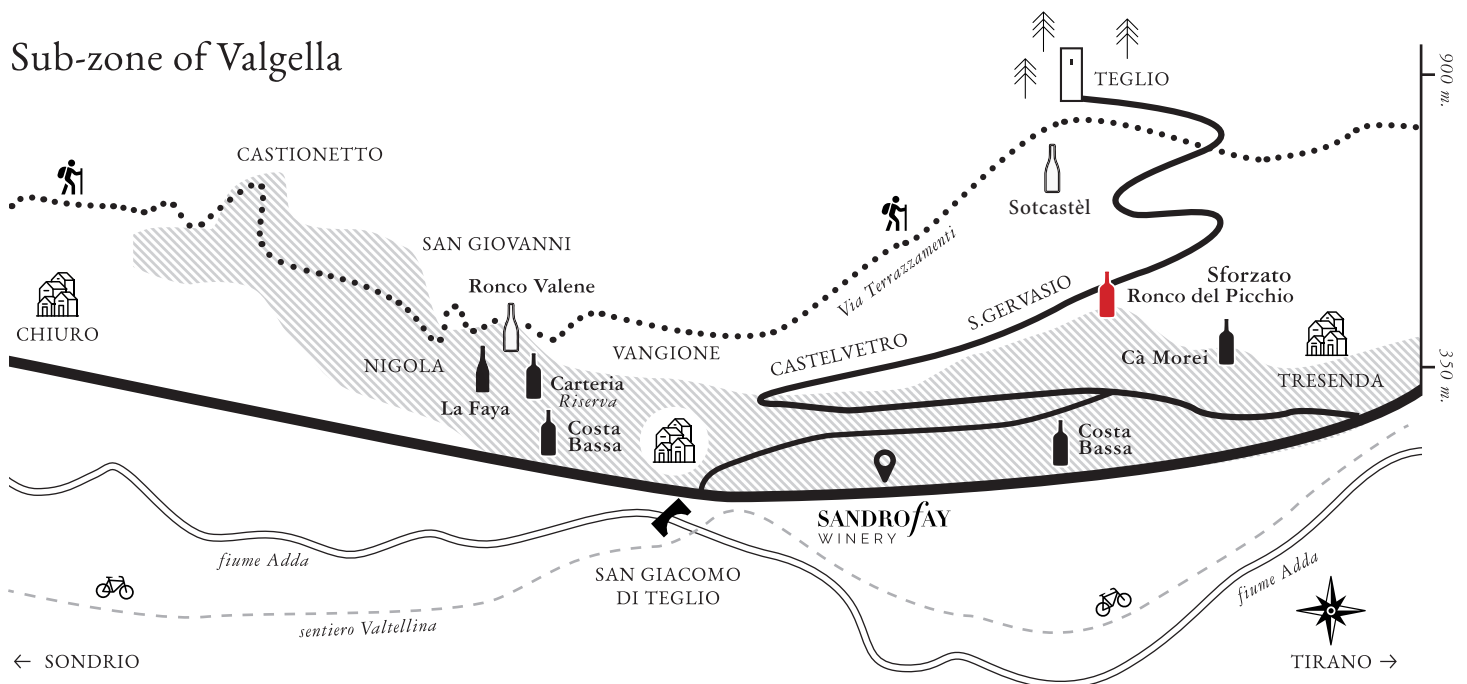 Sub-zone of Valgella
900 m.
TEGLIO
CASTIONETTO
Sotcastèl
SAN GIOVANNI
Via Terrazzamenti
Ronco Valene
S.GERVASIO
Sforzato
Ronco del Picchio
CHIURO
CASTELVETRO
VANGIONE
NIGOLA
Cà Morei
TRESENDA
350 m.
Carteria
Riserva
La Faya
Costa
Bassa
Costa
Bassa
SANDROFAY
WINERY
fiume Adda
fiume Adda
SAN GIACOMO
DI TEGLIO
sentiero Valtellina
← SONDRIO
TIRANO →